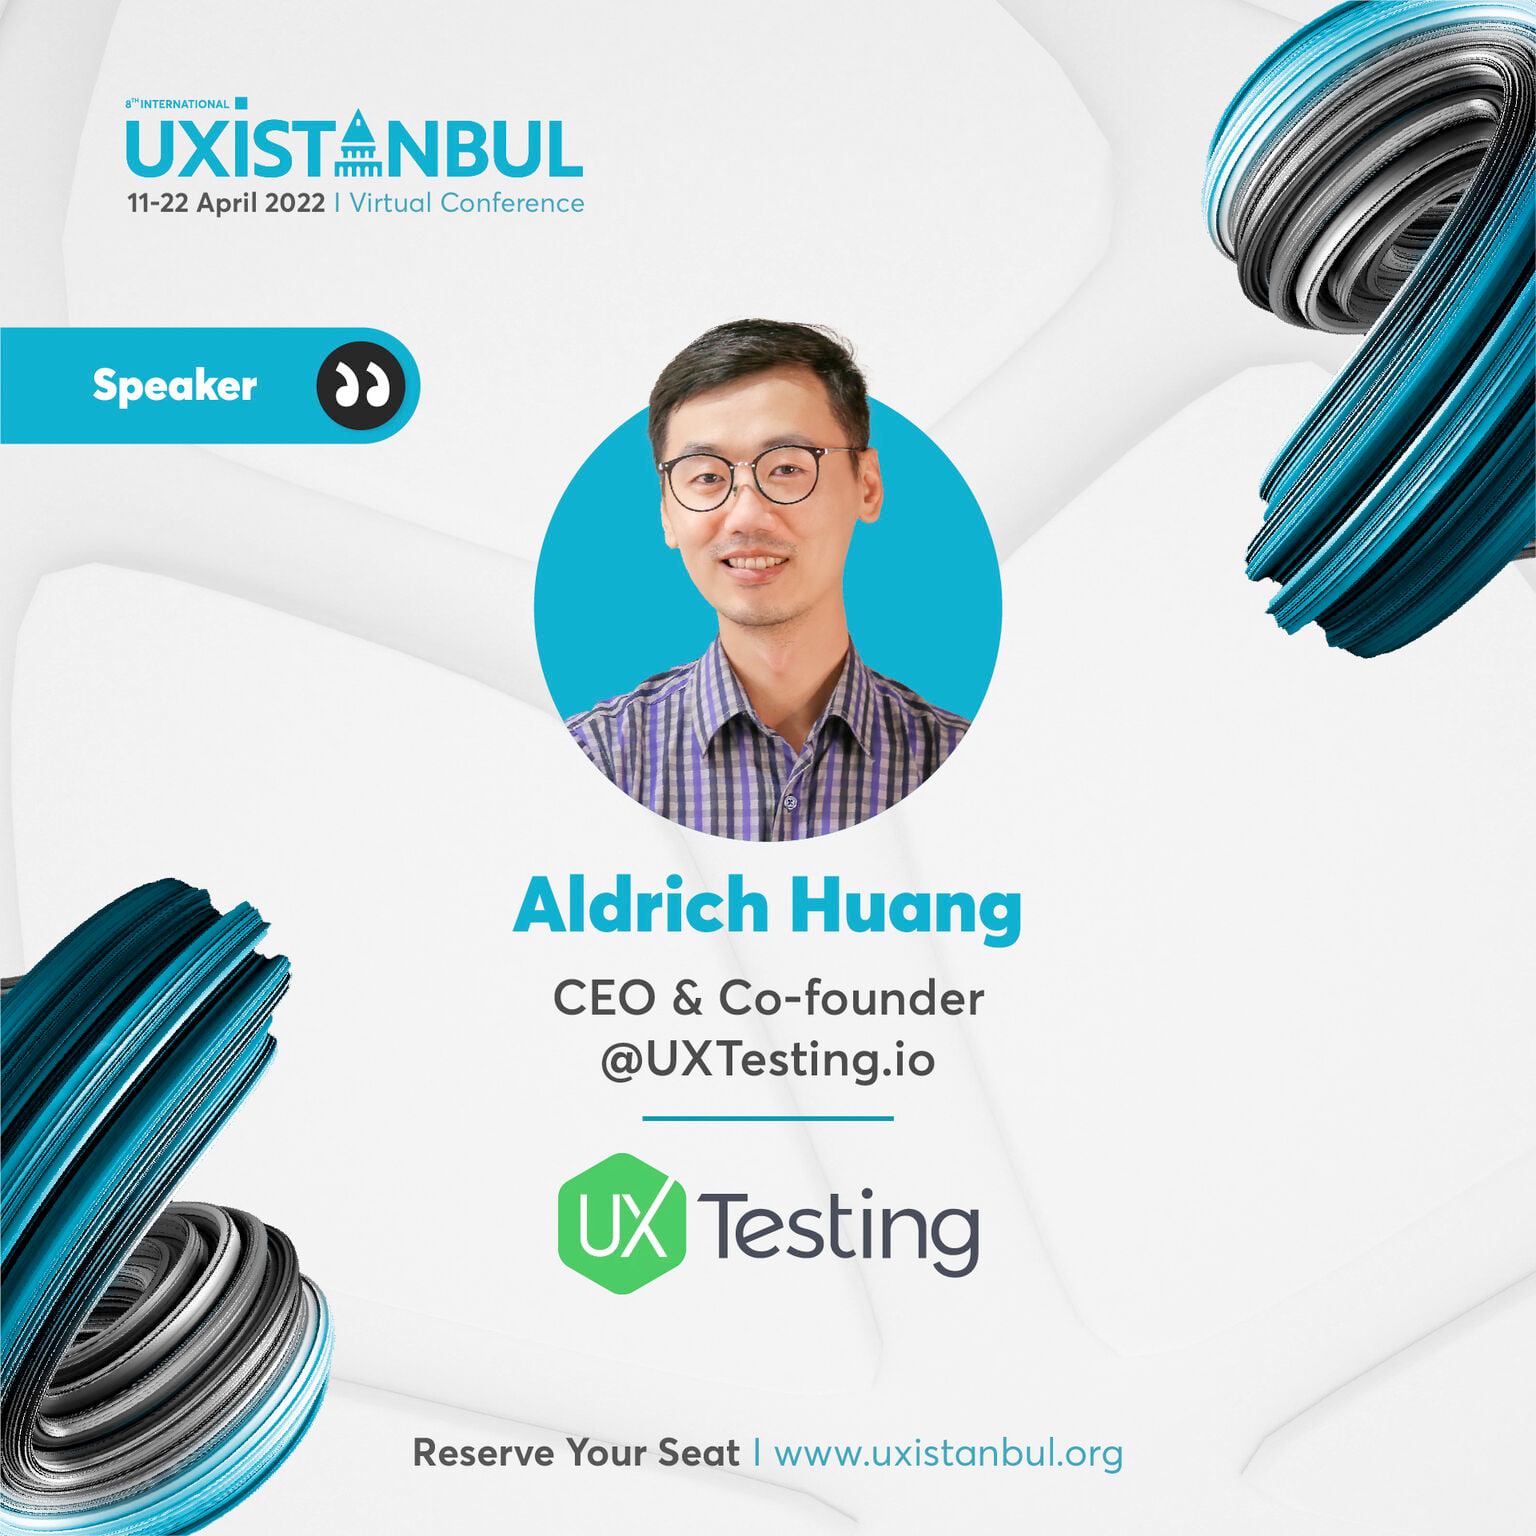 8TH INTERNATIONAL
UXISTANBUL
11-22 April 2022 | Virtual Conference
Speaker
Aldrich Huang
CEO & Co-founder
@UXTesting.io
UX Testing
Reserve Your Seat | www.uxistanbul.org